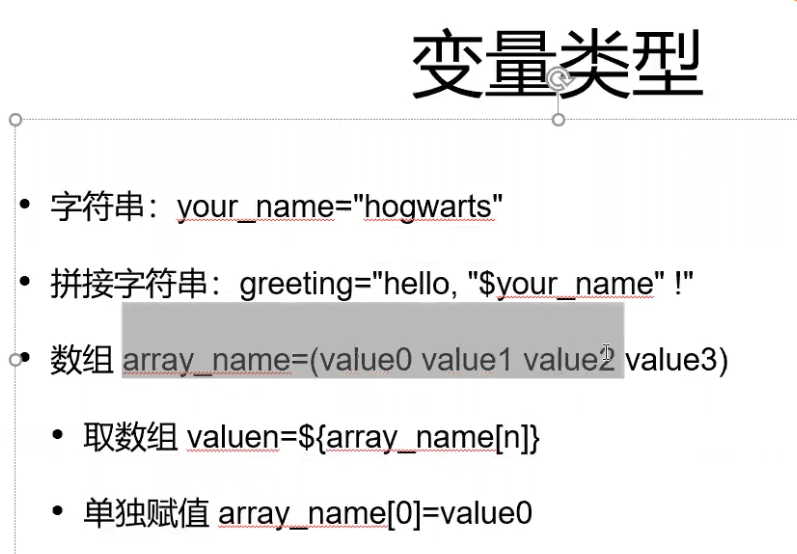 变量类型
• 字符串：your_name="hogwarts"
• 拼接字符串：greeting="hello, "$your_name" !"
• 数组 array_name=(value0 value1 value2 value3)
• 取数组 valuen=${array_name[n]}
• 单独赋值 array_name[0]=value0